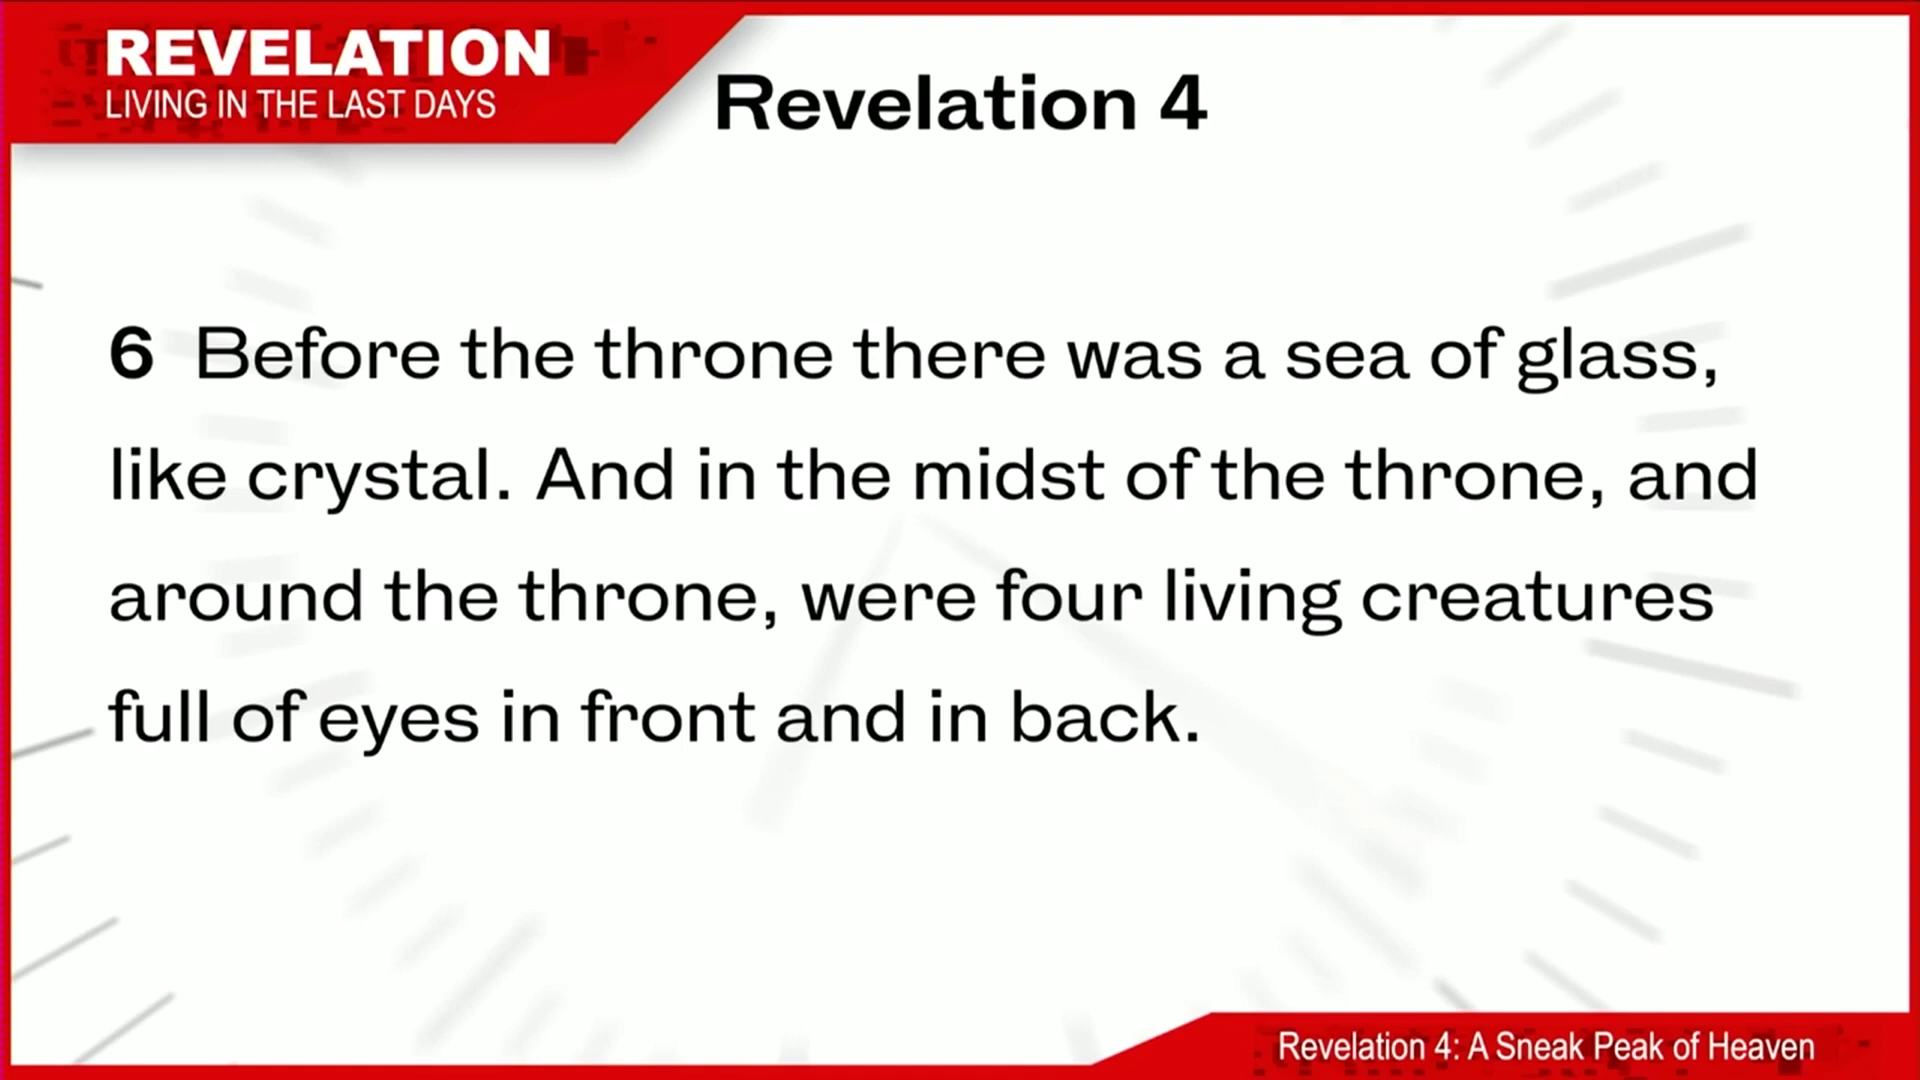 REVELATION
LIVING IN THE LAST DAYS
Revelation 4
6 Before the throne there was a sea of glass,
like crystal. And in the midst of the throne, and
around the throne, were four living creatures
full of eyes in front and in back.
Revelation 4: A Sneak Peak of Heaven